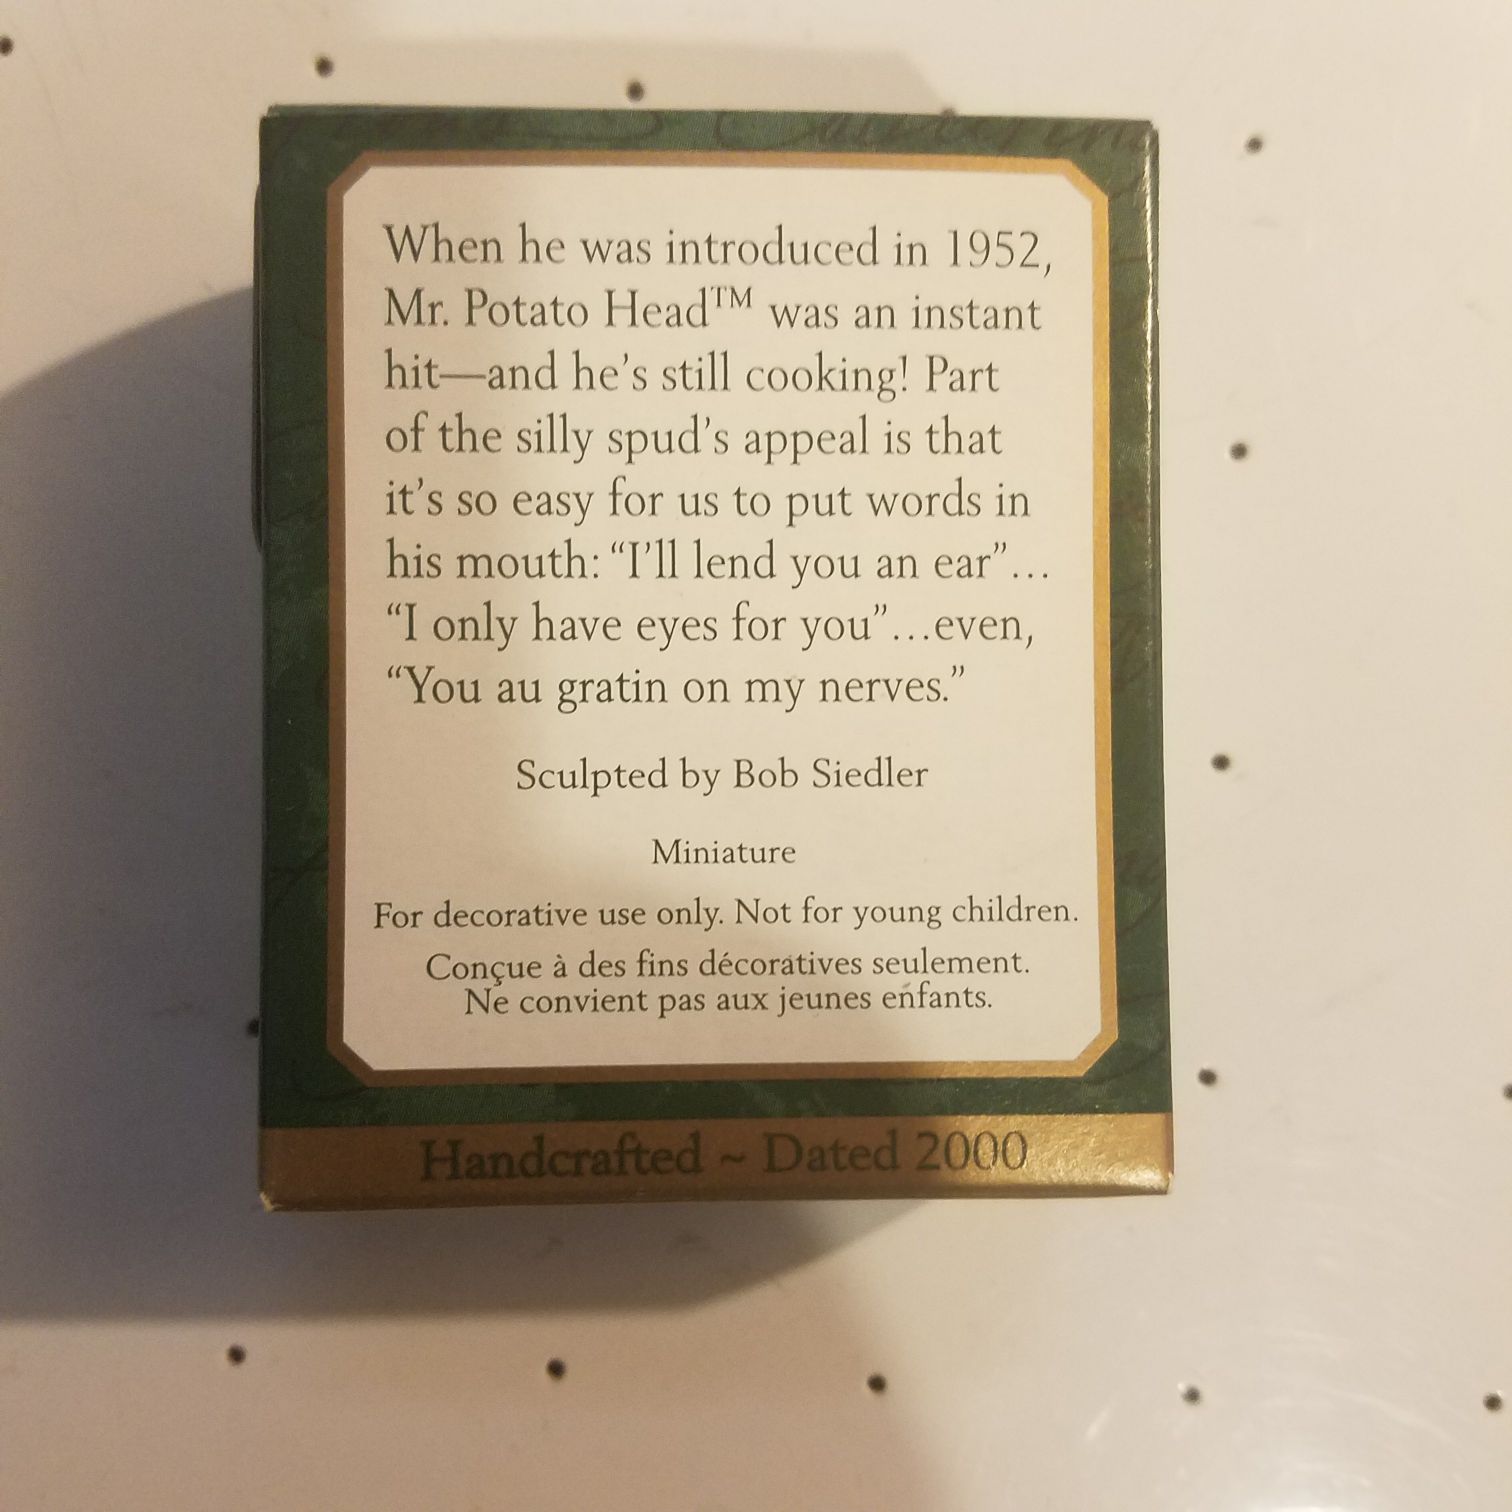 When he was introduced in 1952,
Mr. Potato Head™ was an instant
hit—and he's still cooking! Part
of the silly spud's appeal is that
it's so easy for us to put words in
his mouth: “I'll lend you an ear”...
“I only have eyes for you”...even,
“You au gratin on my nerves.”
Sculpted by Bob Siedler
Miniature
For decorative use only. Not for young children.
Conçue à des fins décoratives seulement.
Ne convient pas aux jeunes enfants.
Handcrafted ~ Dated 2000